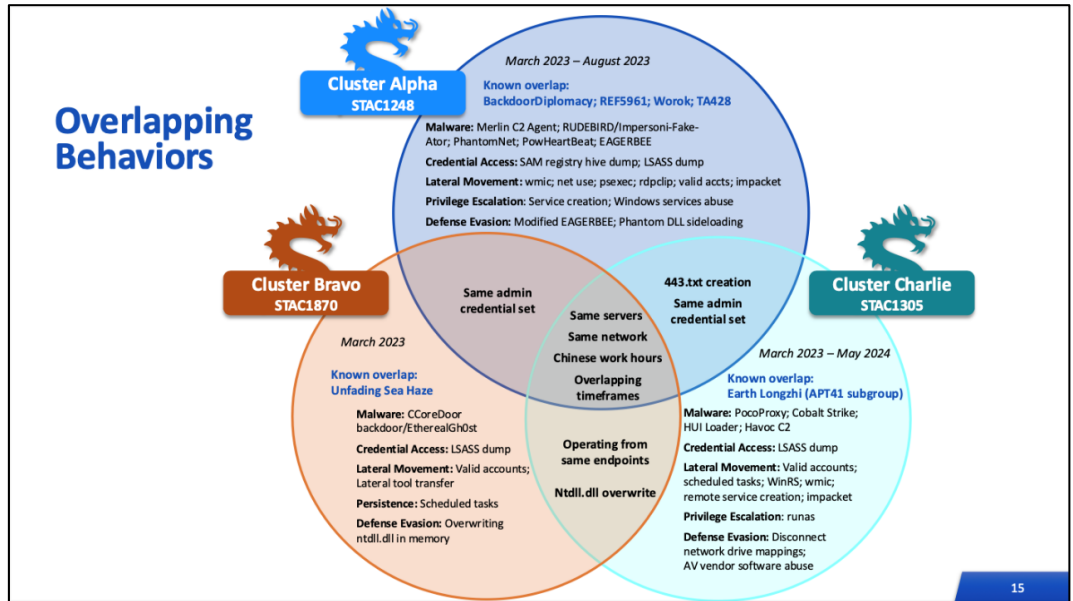 Overlapping
Behaviors
Cluster Alpha
STAC1248
March 2023 – August 2023
Known overlap:
BackdoorDiplomacy; REF5961; Worok; TA428
Malware: Merlin C2 Agent; RUDEBIRD/Impersoni-Fake-
Ator; PhantomNet; PowHeartBeat; EAGERBEE
Credential Access: SAM registry hive dump; LSASS dump
Lateral Movement: wmic; net use; psexec; rdpclip; valid accts; impacket
Privilege Escalation: Service creation; Windows services abuse
Defense Evasion: Modified EAGERBEE; Phantom DLL sideloading
Cluster Bravo
STAC1870
March 2023
Known overlap:
Unfading Sea Haze
Malware: CCoreDoor
backdoor/EtherealGh0st
Credential Access: LSASS dump
Lateral Movement: Valid accounts;
Lateral tool transfer
Persistence: Scheduled tasks
Defense Evasion: Overwriting
ntdll.dll in memory
Same admin
credential set
Same servers
Same network
Chinese work hours
Overlapping
timeframes
443.txt creation
Same admin
credential set
Operating from
same endpoints
Ntdll.dll overwrite
Cluster Charlie
STAC1305
March 2023 – May 2024
Known overlap:
Earth Longzhi (APT41 subgroup)
Malware: PocoProxy; Cobalt Strike;
HUI Loader; Havoc C2
Credential Access: LSASS dump
Lateral Movement: Valid accounts;
scheduled tasks; WinRS; wmic;
remote service creation; impacket
Privilege Escalation: runas
Defense Evasion: Disconnect
network drive mappings;
AV vendor software abuse
15